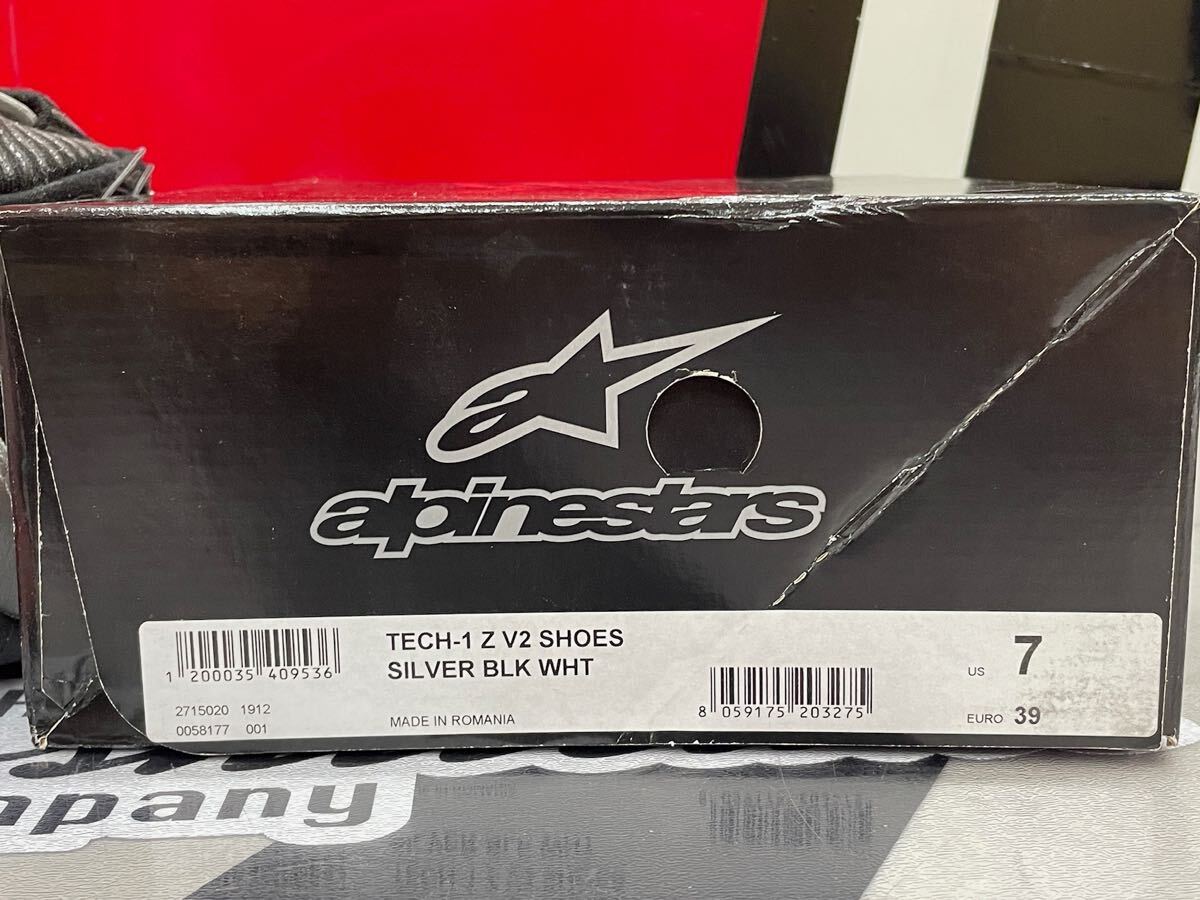 alpinestars
TECH-1 Z V2 SHOES
SILVER BLK WHT
1 200035 409536
2715020 1912
0058177 001
MADE IN ROMANIA
8 059175 203275
US 7
EURO 39